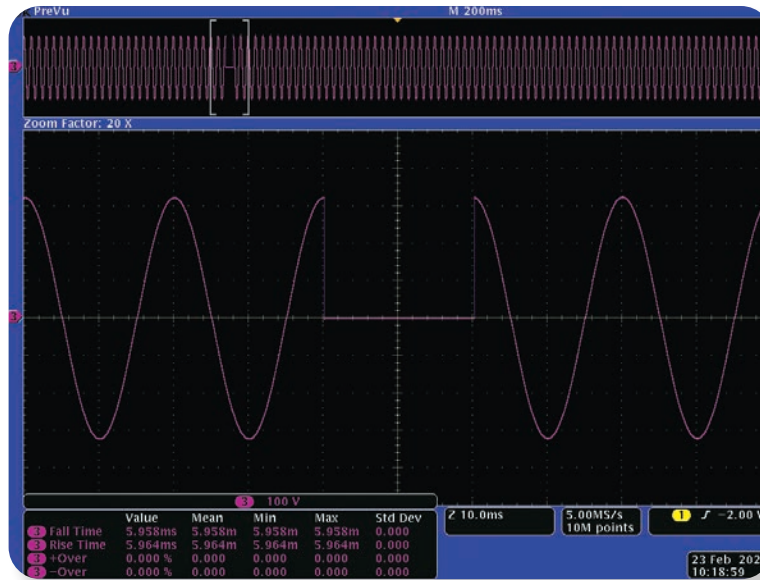 PreVu M 200ms
3
Zoom Factor: 20 X
3
3 100 V
Value Mean Min Max Std Dev
3 Fall Time 5.958ms 5.958m 5.958m 5.958m 0.000
3 Rise Time 5.964ms 5.964m 5.964m 5.964m 0.000
3 +Over 0.000 % 0.000 0.000 0.000 0.000
3 −Over 0.000 % 0.000 0.000 0.000 0.000
Z 10.0ms
5.00MS/s
10M points
1 −2.00 V
23 Feb 202
10:18:59